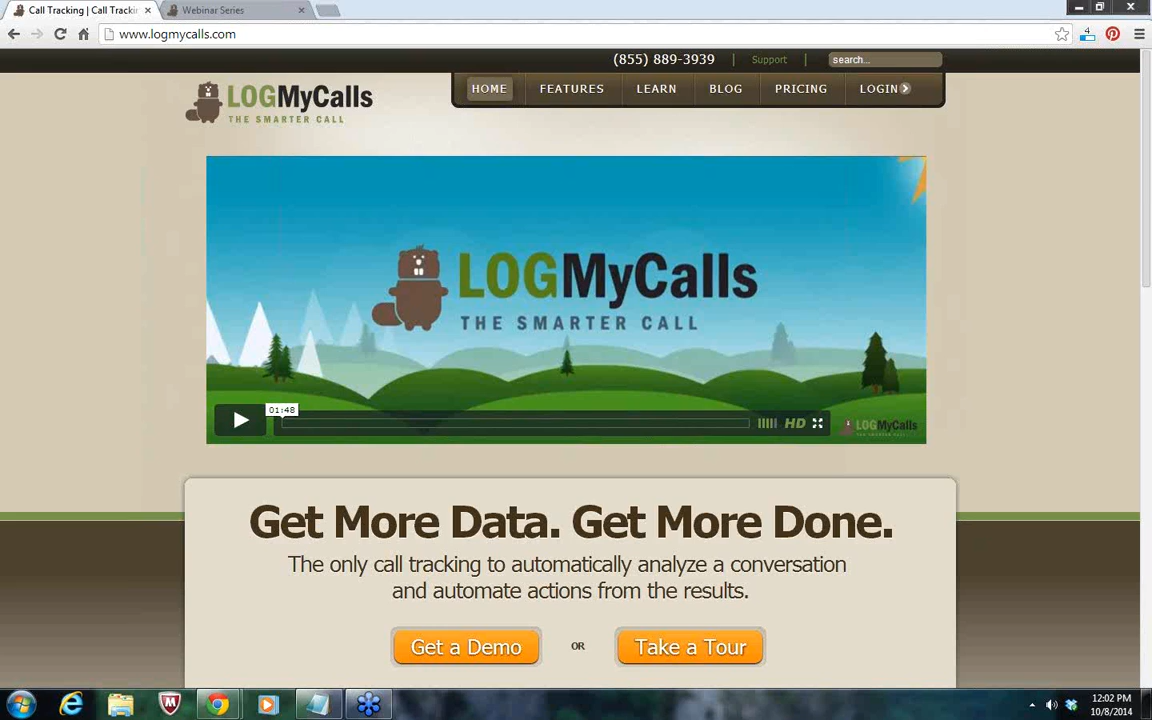 Call Tracking | Call Trackin
Webinar Series
www.logmycalls.com
4
(855) 889-3939 | Support |
search...
LOGMyCalls
THE SMARTER CALL
HOME
FEATURES
LEARN
BLOG
PRICING
LOGIN
LOGMyCalls
THE SMARTER CALL
01:48
HD
LOGMyCalls
Get More Data. Get More Done.
The only call tracking to automatically analyze a conversation
and automate actions from the results.
Get a Demo
OR
Take a Tour
12:02 PM
10/8/2014